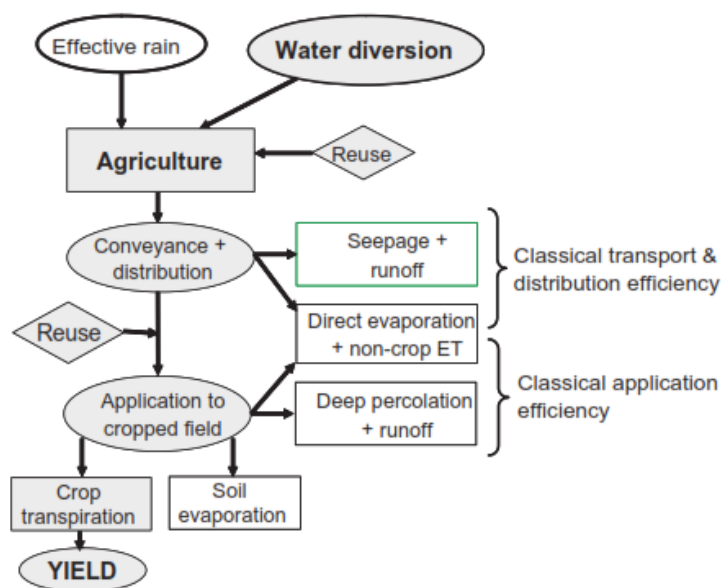 Effective rain
Water diversion
Agriculture
Reuse
Conveyance +
distribution
Seepage +
runoff
Classical transport &
distribution efficiency
Reuse
Direct evaporation
+ non-crop ET
Application to
cropped field
Deep percolation
+ runoff
Classical application
efficiency
Crop
transpiration
Soil
evaporation
YIELD